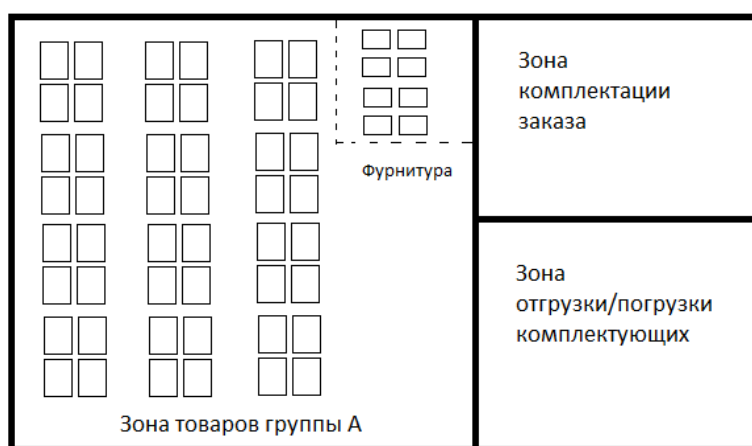 Зона
комплектации
заказа
Фурнитура
Зона
отгрузки/погрузки
комплектующих
Зона товаров группы А